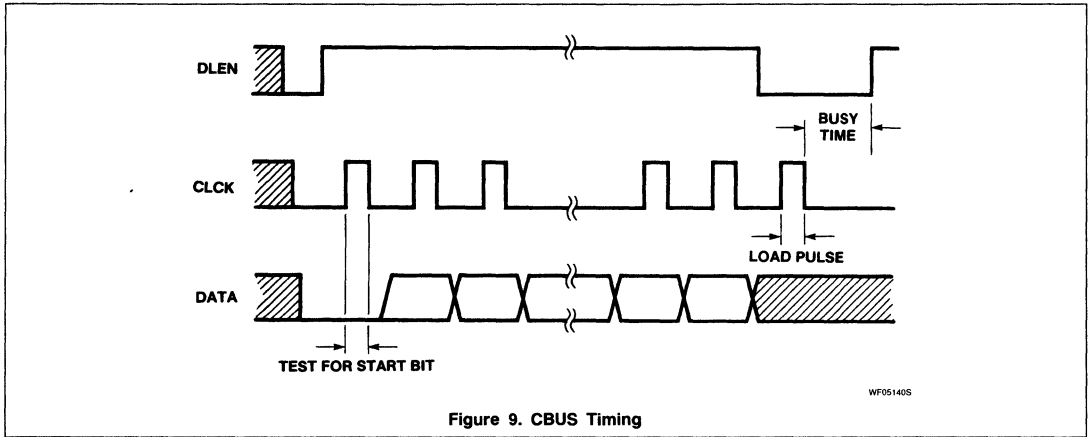 DLEN
BUSY
TIME
CLCK
LOAD PULSE
DATA
TEST FOR START BIT
WF05140S
Figure 9. CBUS Timing